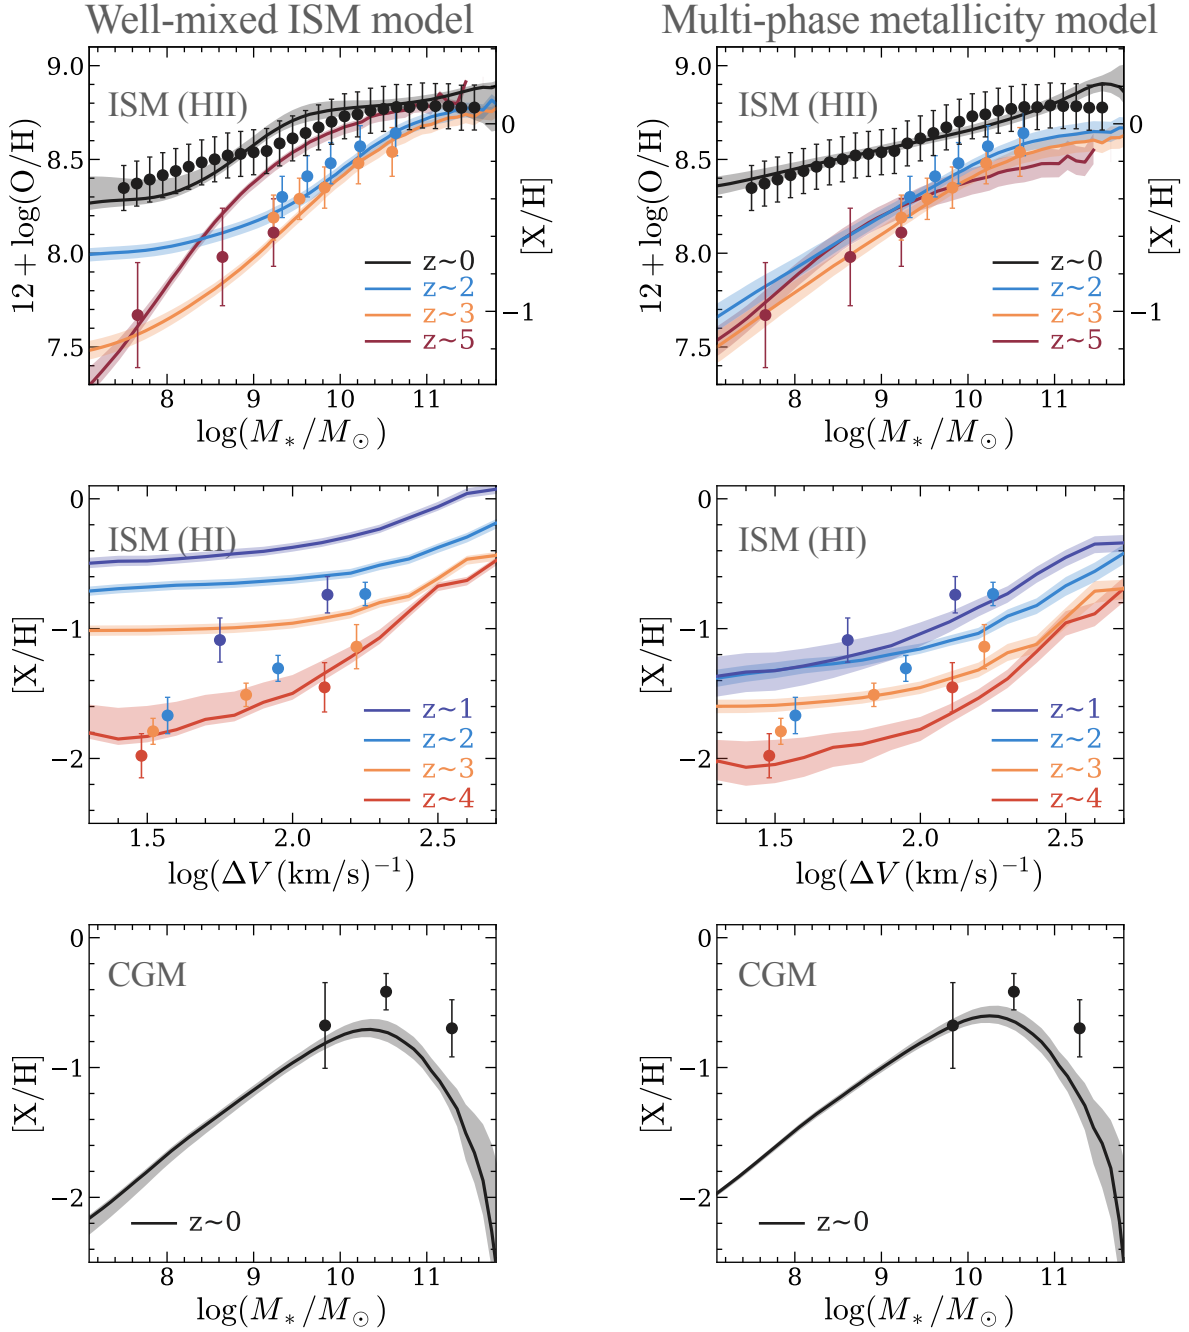 Well-mixed ISM model
Multi-phase metallicity model
ISM (HII)
12 + log(O/H)
9.0
8.5
8.0
7.5
0
−1
[X/H]
z~0
z~2
z~3
z~5
8 9 10 11
log(M∗/M⊙)
ISM (HII)
12 + log(O/H)
9.0
8.5
8.0
7.5
0
−1
[X/H]
z~0
z~2
z~3
z~5
8 9 10 11
log(M∗/M⊙)
ISM (HI)
[X/H]
0
−1
−2
z~1
z~2
z~3
z~4
1.5 2.0 2.5
log(ΔV (km/s)⁻¹)
ISM (HI)
[X/H]
0
−1
−2
z~1
z~2
z~3
z~4
1.5 2.0 2.5
log(ΔV (km/s)⁻¹)
CGM
[X/H]
0
−1
−2
z~0
8 9 10 11
log(M∗/M⊙)
CGM
[X/H]
0
−1
−2
z~0
8 9 10 11
log(M∗/M⊙)